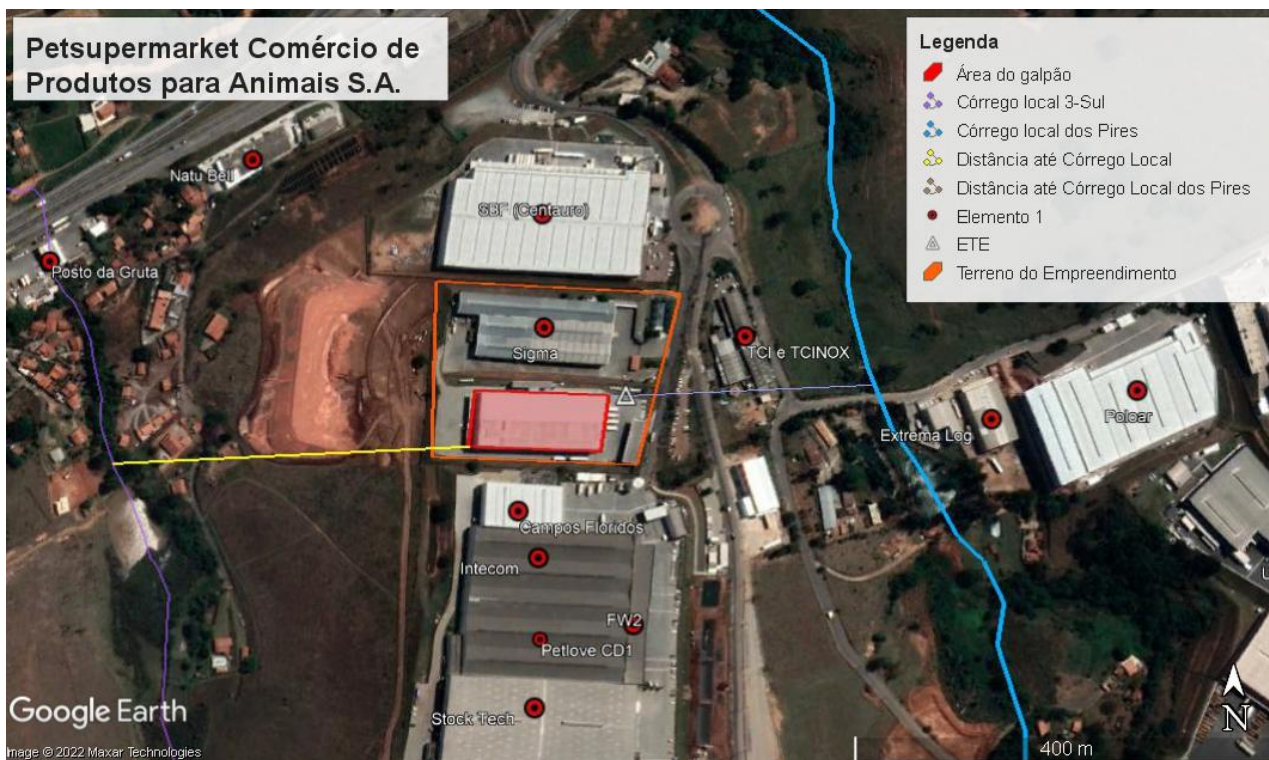 Petsupermarket Comércio de
Produtos para Animais S.A.
Legenda
Área do galpão
Córrego local 3-Sul
Córrego local dos Pires
Distância até Córrego Local
Distância até Córrego Local dos Pires
Elemento 1
ETE
Terreno do Empreendimento
Natu Bell
SBF (Centauro)
Posto da Gruta
Sigma
TCI e TCINOX
Poloar
Extrema Log
Campos Floridos
Intecom
FW2
Petlove CD1
Stock Tech
Google Earth
N
400 m
Image © 2022 Maxar Technologies